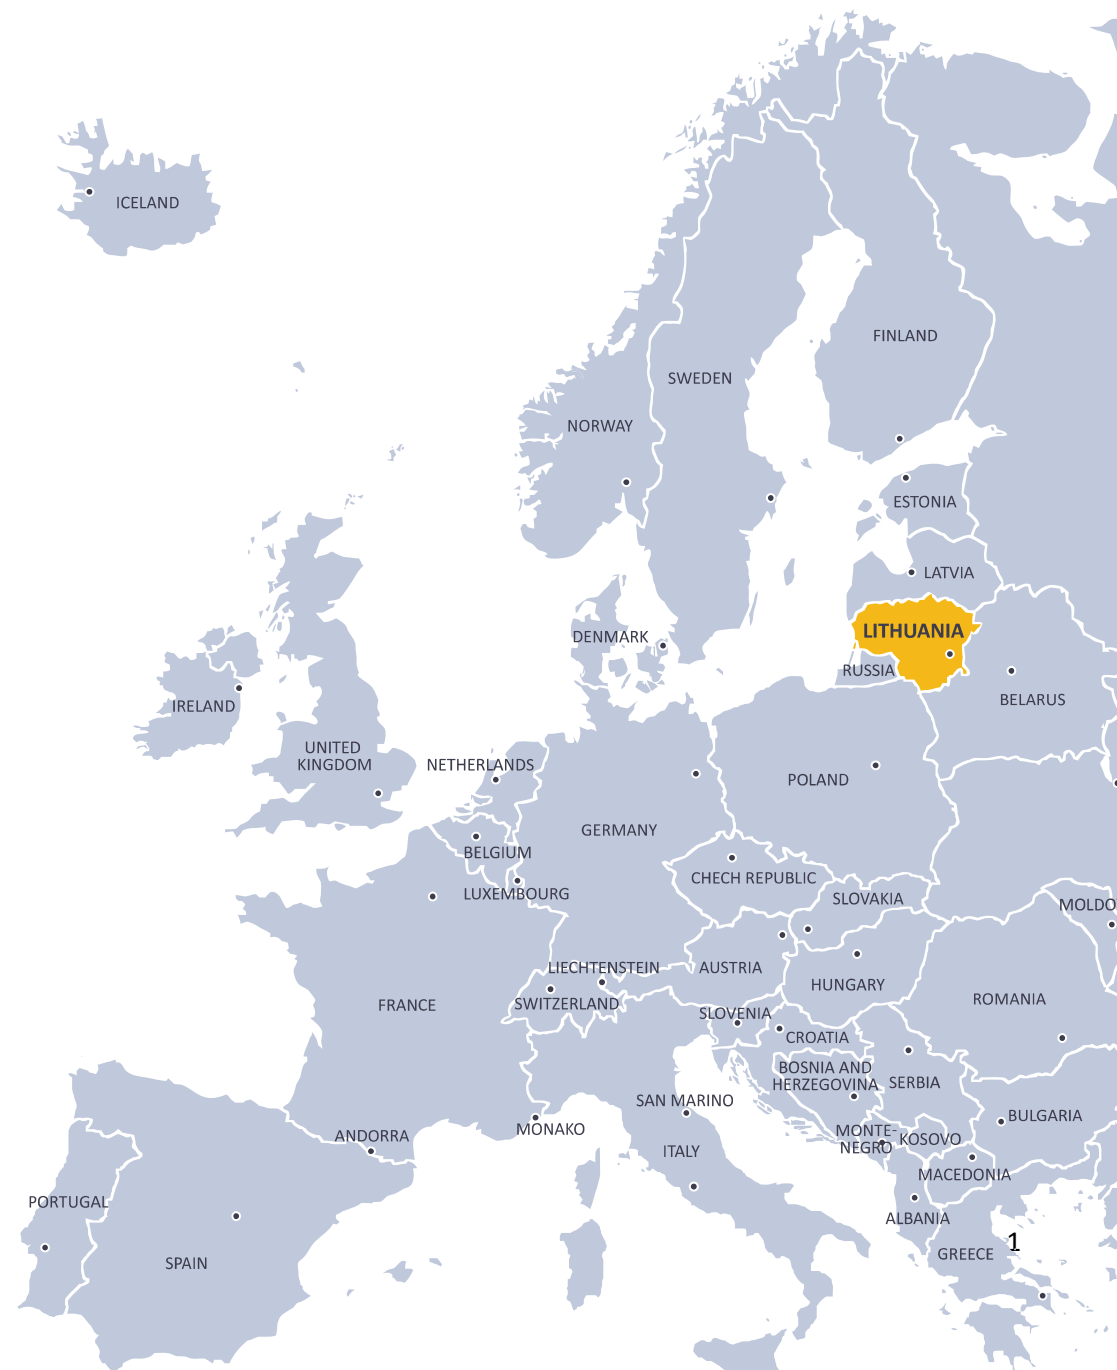 ICELAND
FINLAND
SWEDEN
NORWAY
ESTONIA
LATVIA
LITHUANIA
DENMARK
RUSSIA
BELARUS
IRELAND
UNITED
KINGDOM
NETHERLANDS
POLAND
GERMANY
BELGIUM
CHECH REPUBLIC
LUXEMBOURG
SLOVAKIA
MOLDO
LIECHTENSTEIN
AUSTRIA
HUNGARY
SWITZERLAND
FRANCE
ROMANIA
SLOVENIA
CROATIA
BOSNIA AND
HERZEGOVINA
SERBIA
SAN MARINO
BULGARIA
MONAKO
ANDORRA
MONTE-
NEGRO
KOSOVO
ITALY
MACEDONIA
PORTUGAL
ALBANIA
SPAIN
GREECE
1